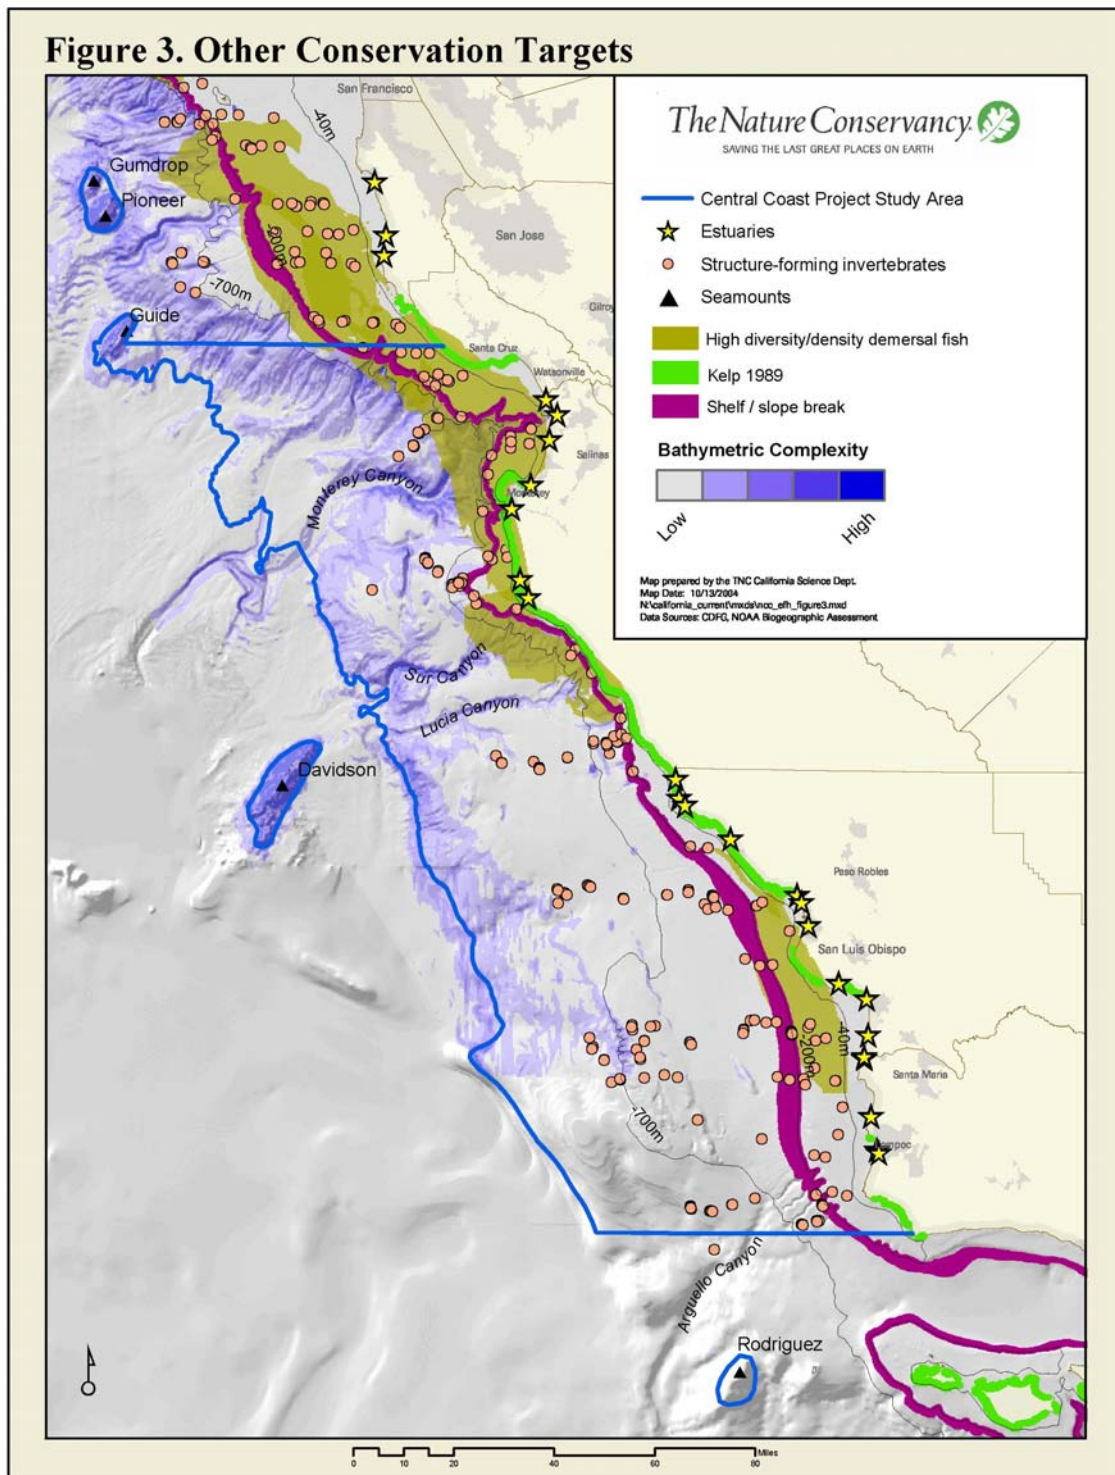 Figure 3. Other Conservation Targets
San Francisco
-40m
The Nature Conservancy.
SAVING THE LAST GREAT PLACES ON EARTH
Gumdrop
Pioneer
Central Coast Project Study Area
Estuaries
San Jose
-200m
Structure-forming invertebrates
-700m
Seamounts
Gilroy
Guide
High diversity/density demersal fish
Santa Cruz
Watsonville
Kelp 1989
Shelf / slope break
Salinas
Bathymetric Complexity
Monterey Canyon
Monterey
Low
High
Map prepared by the TNC California Science Dept.
Map Date: 10/13/2004
N:\california_current\mxds\ncc_efh_figure3.mxd
Data Sources: CDFG, NOAA Biogeographic Assessment
Sur Canyon
Lucia Canyon
Davidson
Paso Robles
San Luis Obispo
-40m
-200m
Santa Maria
-700m
Arguello Canyon
Rodriguez
0 10 20 40 60 80
Miles